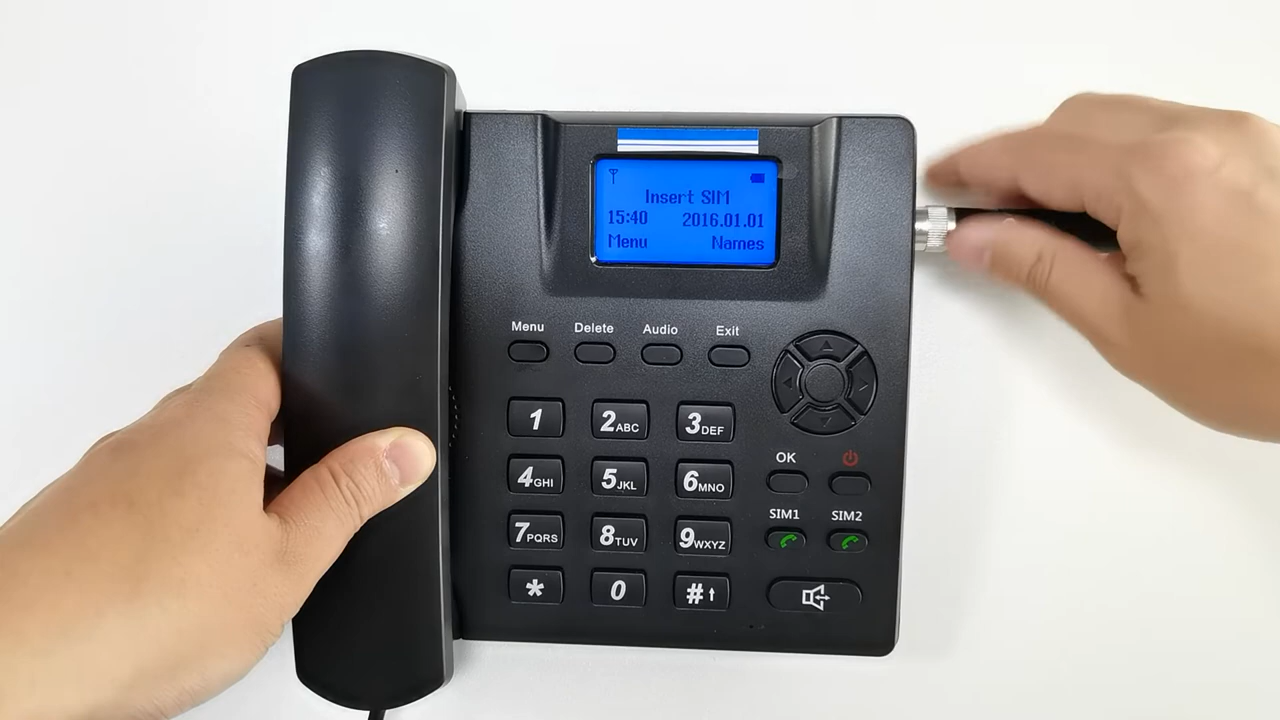 Insert SIM
15:40 2016.01.01
Menu Names
Menu Delete Audio Exit
1 2ABC 3DEF
4GHI 5JKL 6MNO
7PQRS 8TUV 9WXYZ
* 0 #
OK
SIM1 SIM2